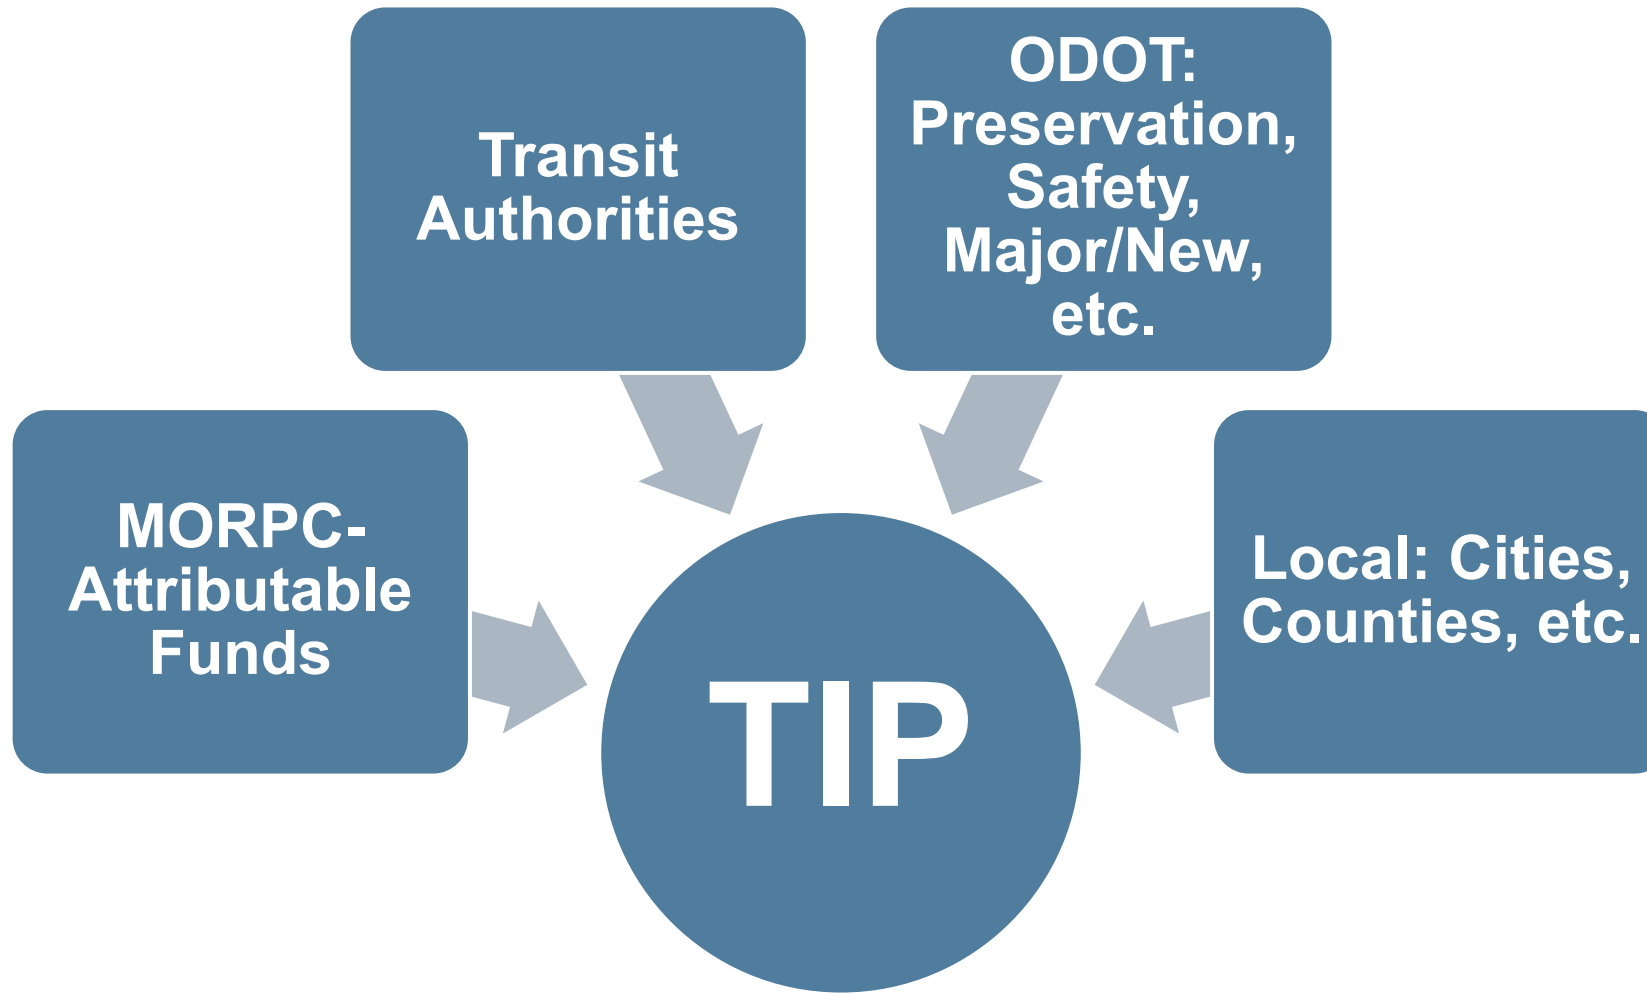 Transit
Authorities
ODOT:
Preservation,
Safety,
Major/New,
etc.
MORPC-
Attributable
Funds
Local: Cities,
Counties, etc.
TIP